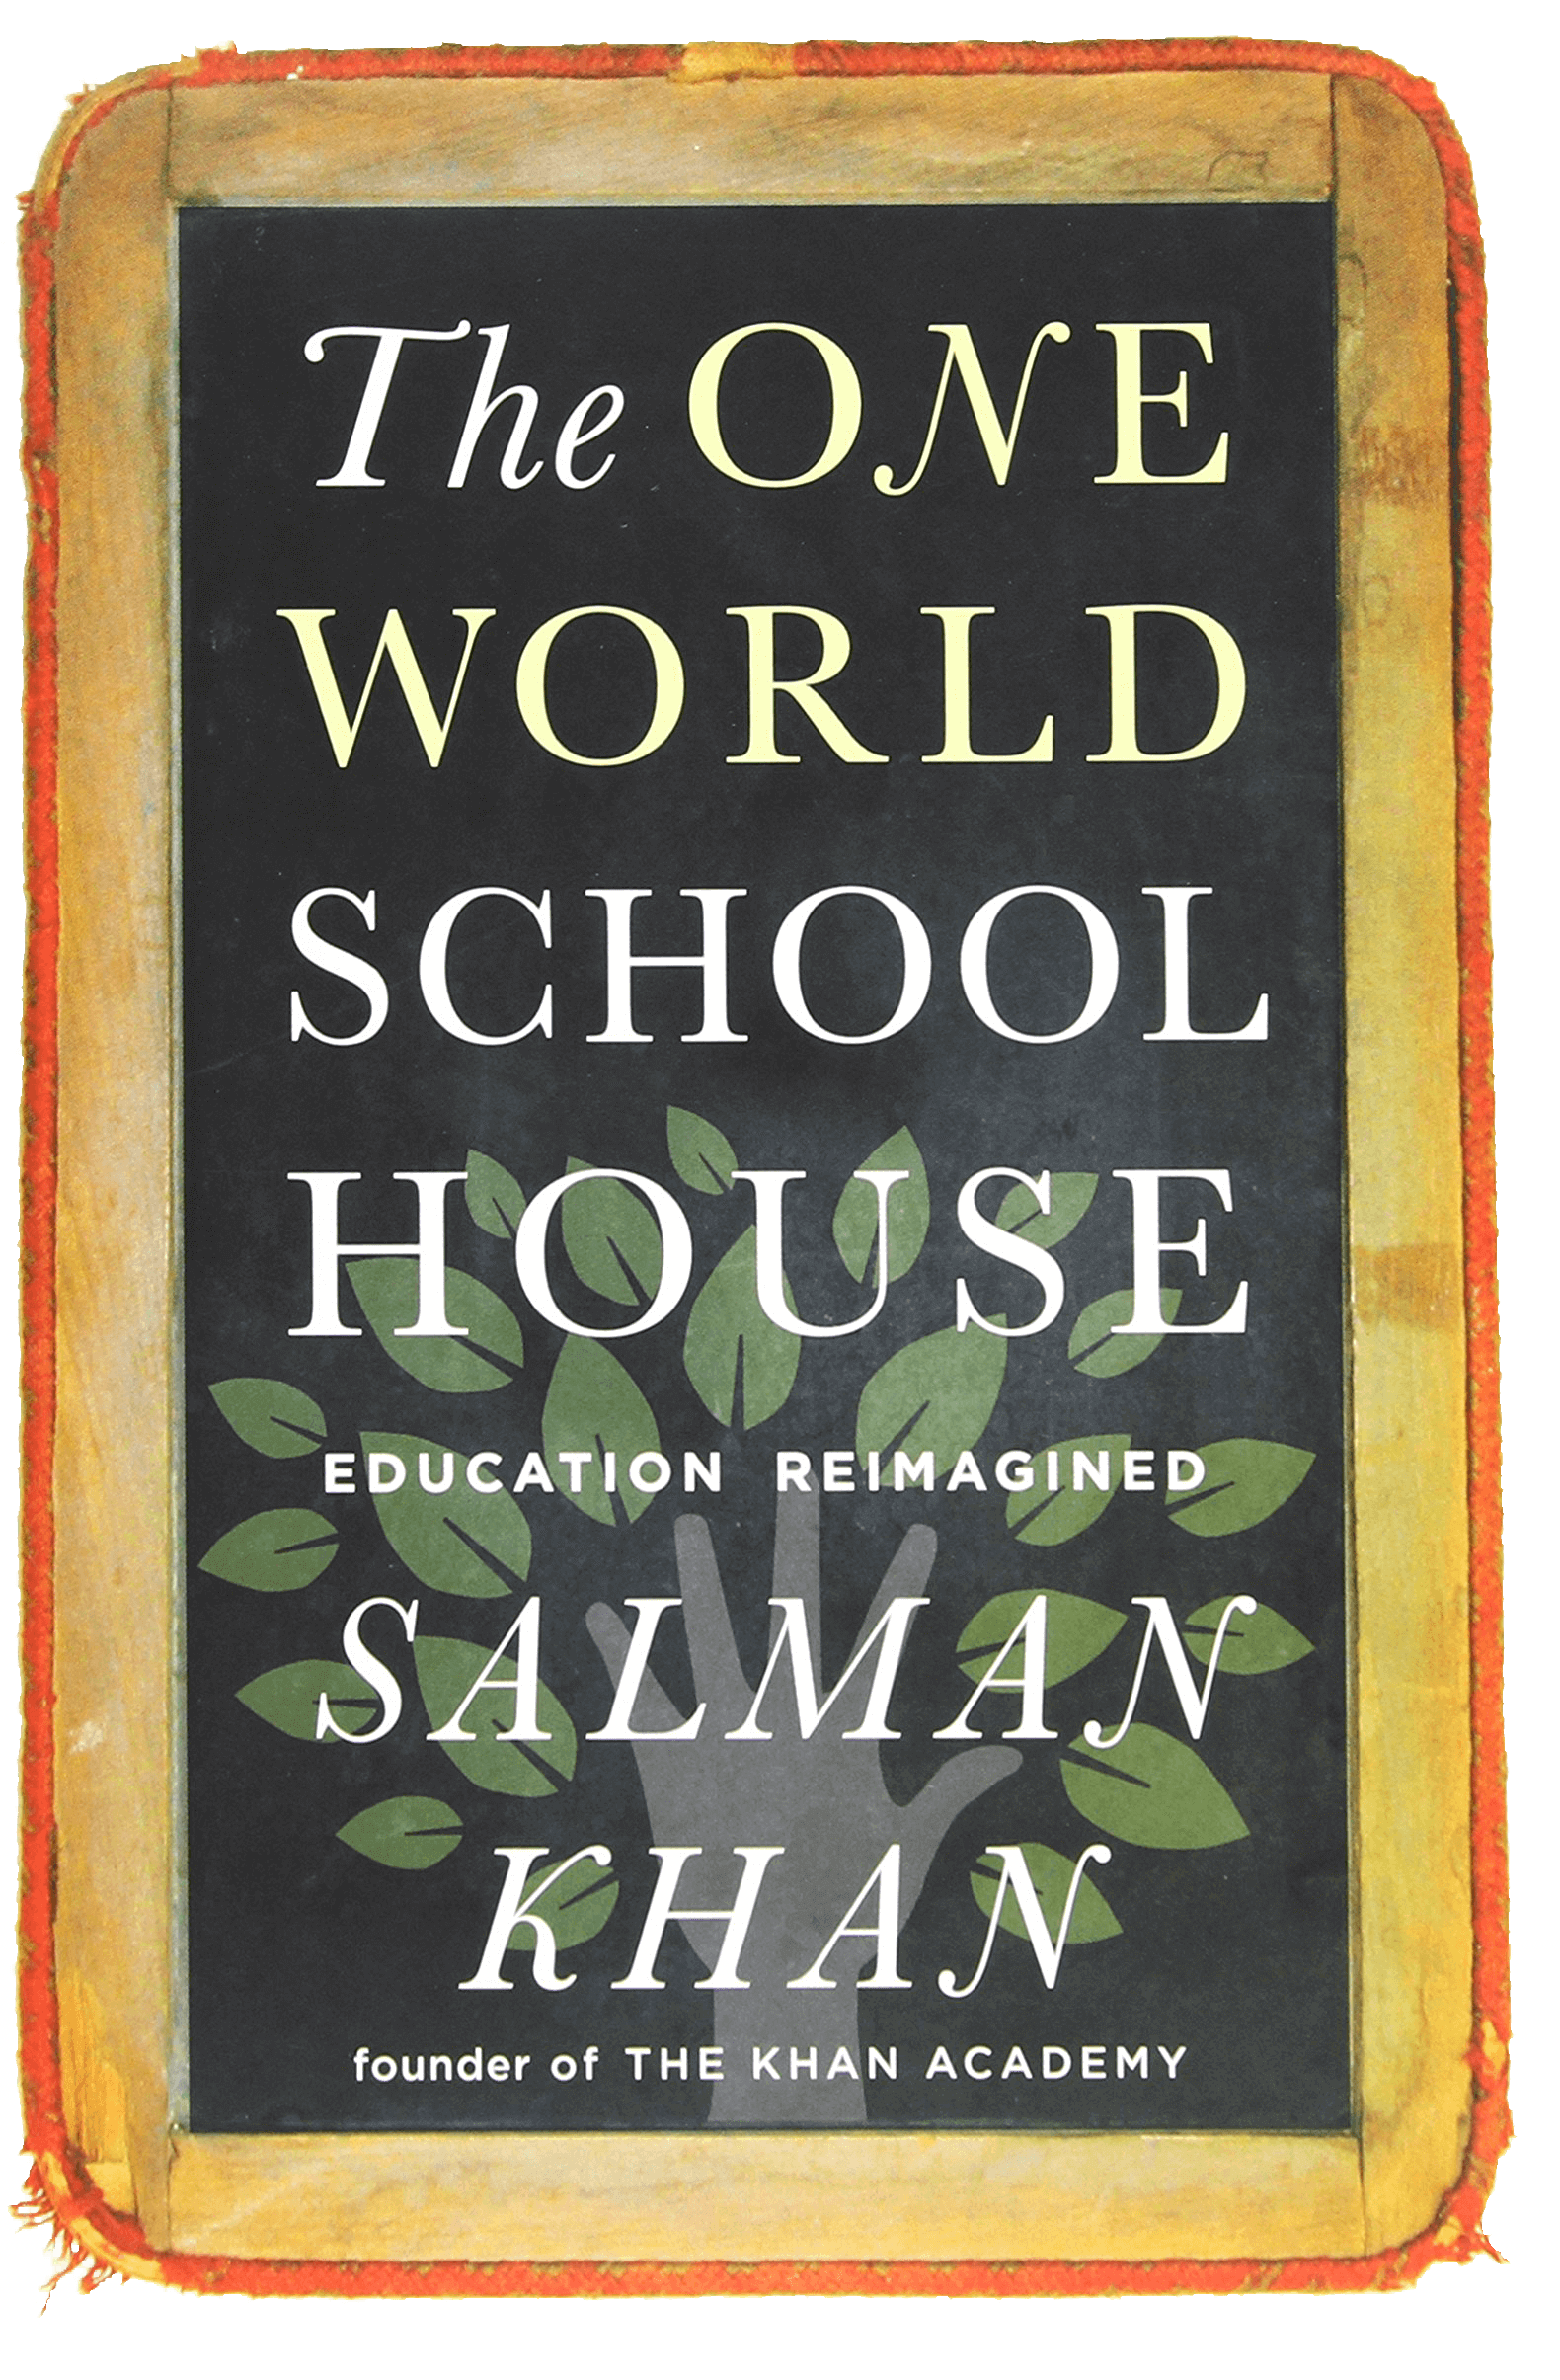 The ONE
WORLD
SCHOOL
HOUSE
EDUCATION REIMAGINED
SALMAN
KHAN
founder of THE KHAN ACADEMY